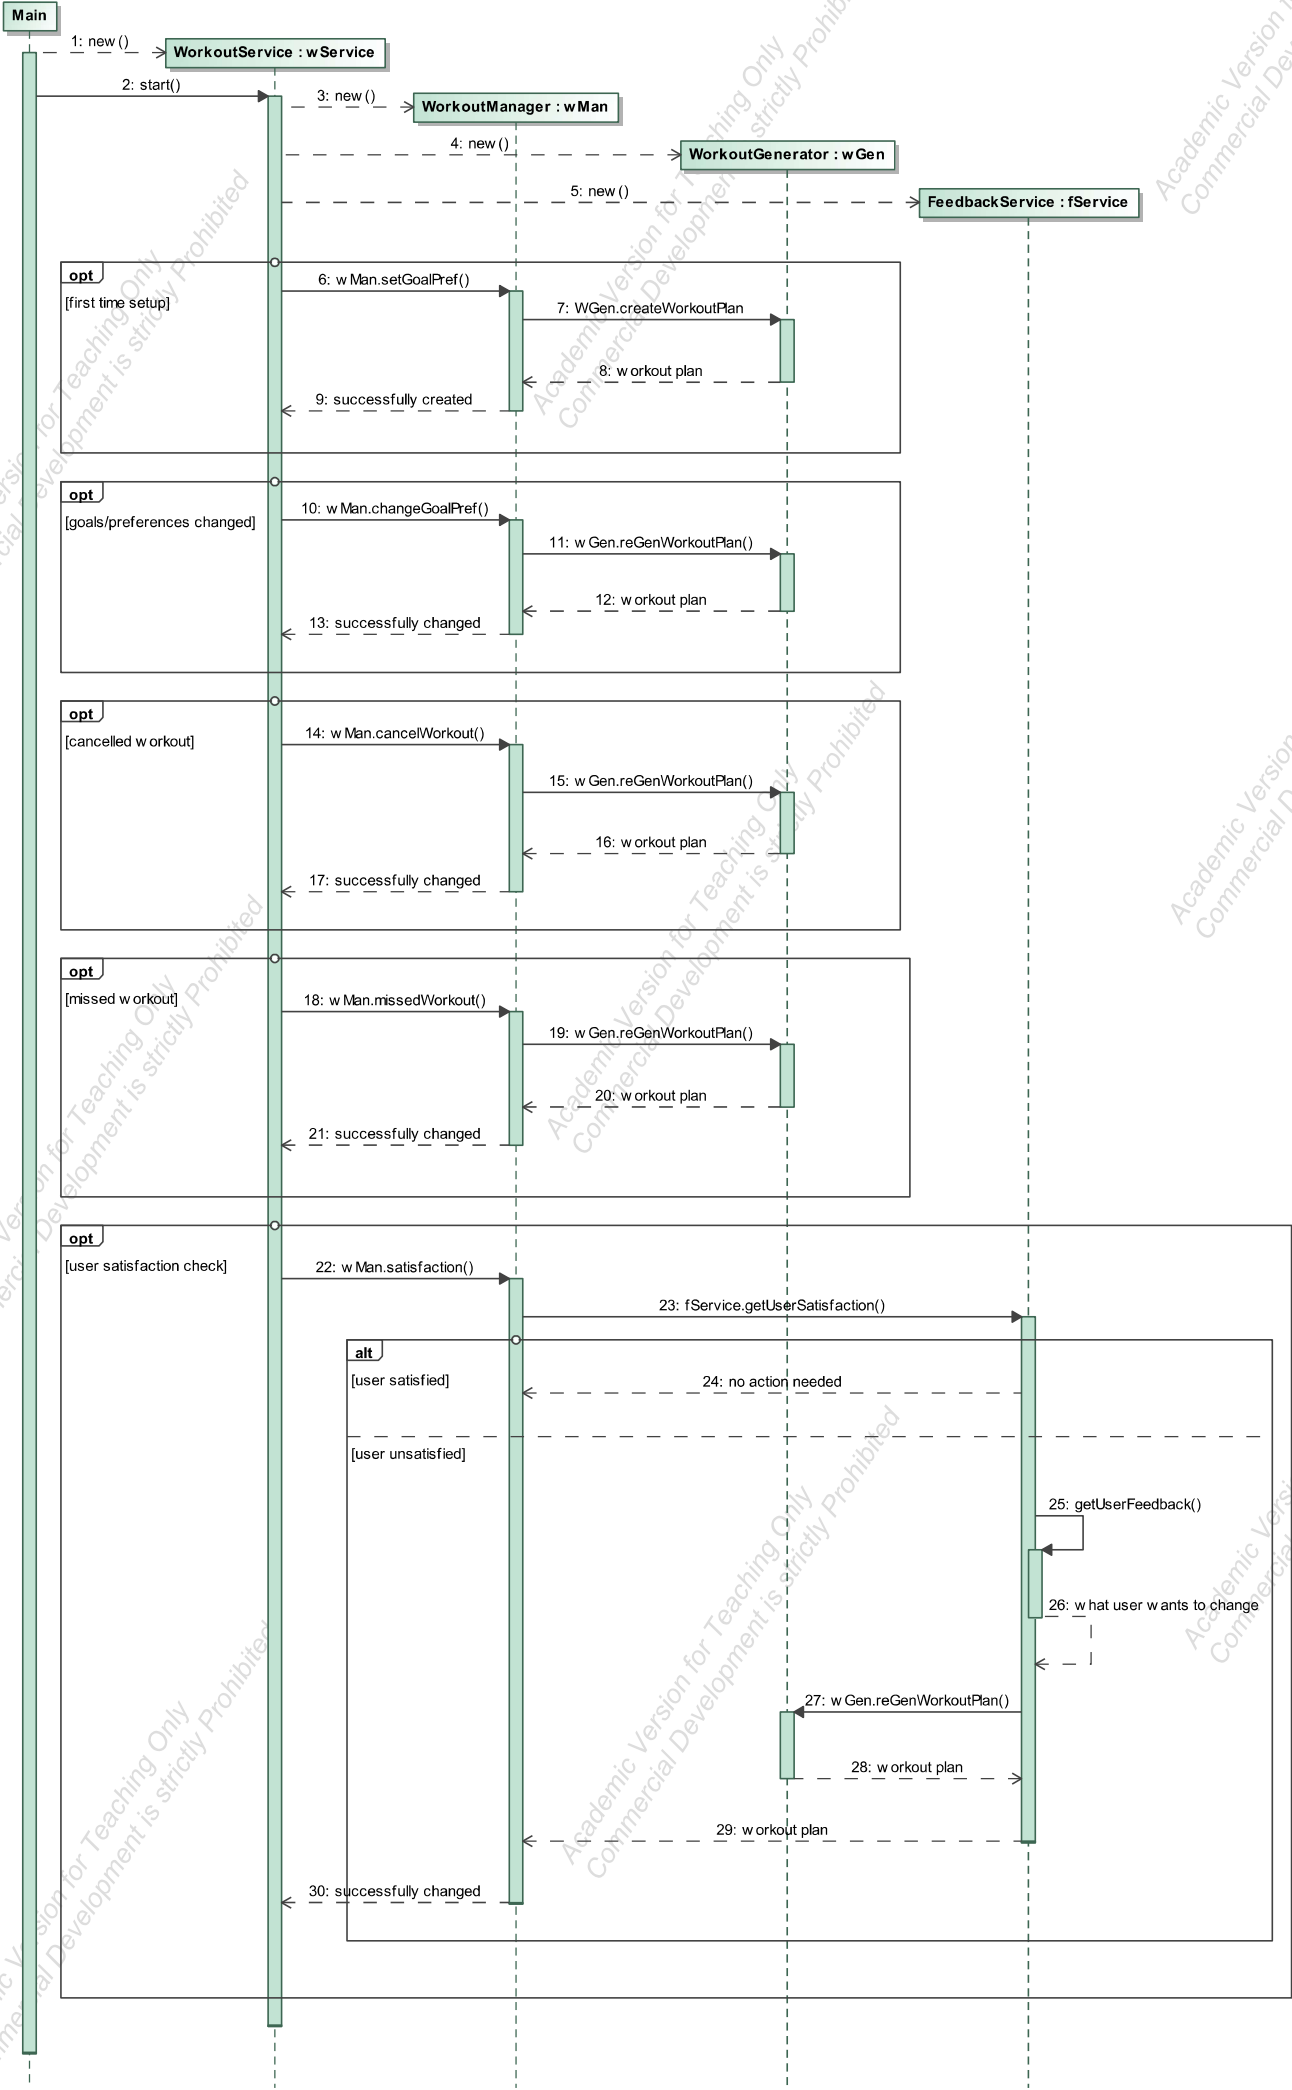 Main
1: new()
WorkoutService : wService
2: start()
3: new()
WorkoutManager : wMan
4: new()
WorkoutGenerator : wGen
5: new()
FeedbackService : fService
opt
[first time setup]
6: wMan.setGoalPref()
7: WGen.createWorkoutPlan
8: workout plan
9: successfully created
opt
[goals/preferences changed]
10: wMan.changeGoalPref()
11: wGen.reGenWorkoutPlan()
12: workout plan
13: successfully changed
opt
[cancelled workout]
14: wMan.cancelWorkout()
15: wGen.reGenWorkoutPlan()
16: workout plan
17: successfully changed
opt
[missed workout]
18: wMan.missedWorkout()
19: wGen.reGenWorkoutPlan()
20: workout plan
21: successfully changed
opt
[user satisfaction check]
22: wMan.satisfaction()
23: fService.getUserSatisfaction()
alt
[user satisfied]
24: no action needed
[user unsatisfied]
25: getUserFeedback()
26: what user wants to change
27: wGen.reGenWorkoutPlan()
28: workout plan
29: workout plan
30: successfully changed
Academic Version for Teaching Only
Commercial Development is strictly Prohibited